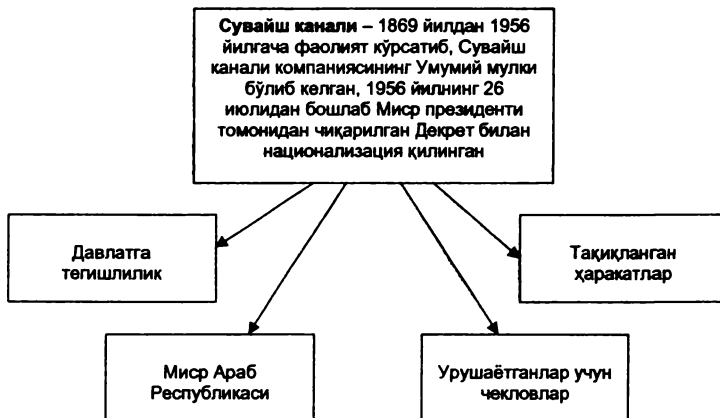 Сувайш канали – 1869 йилдан 1956
йилгача фаолият кўрсатиб, Сувайш
канали компаниясининг Умумий мулки
бўлиб келган, 1956 йилнинг 26
июлидан бошлаб Миср президенти
томонидан чиқарилган Декрет билан
национализация қилинган
Давлатга
тегишлилик
Тақиқланган
ҳаракатлар
Миср Араб
Республикаси
Урушаётганлар учун
чекловлар